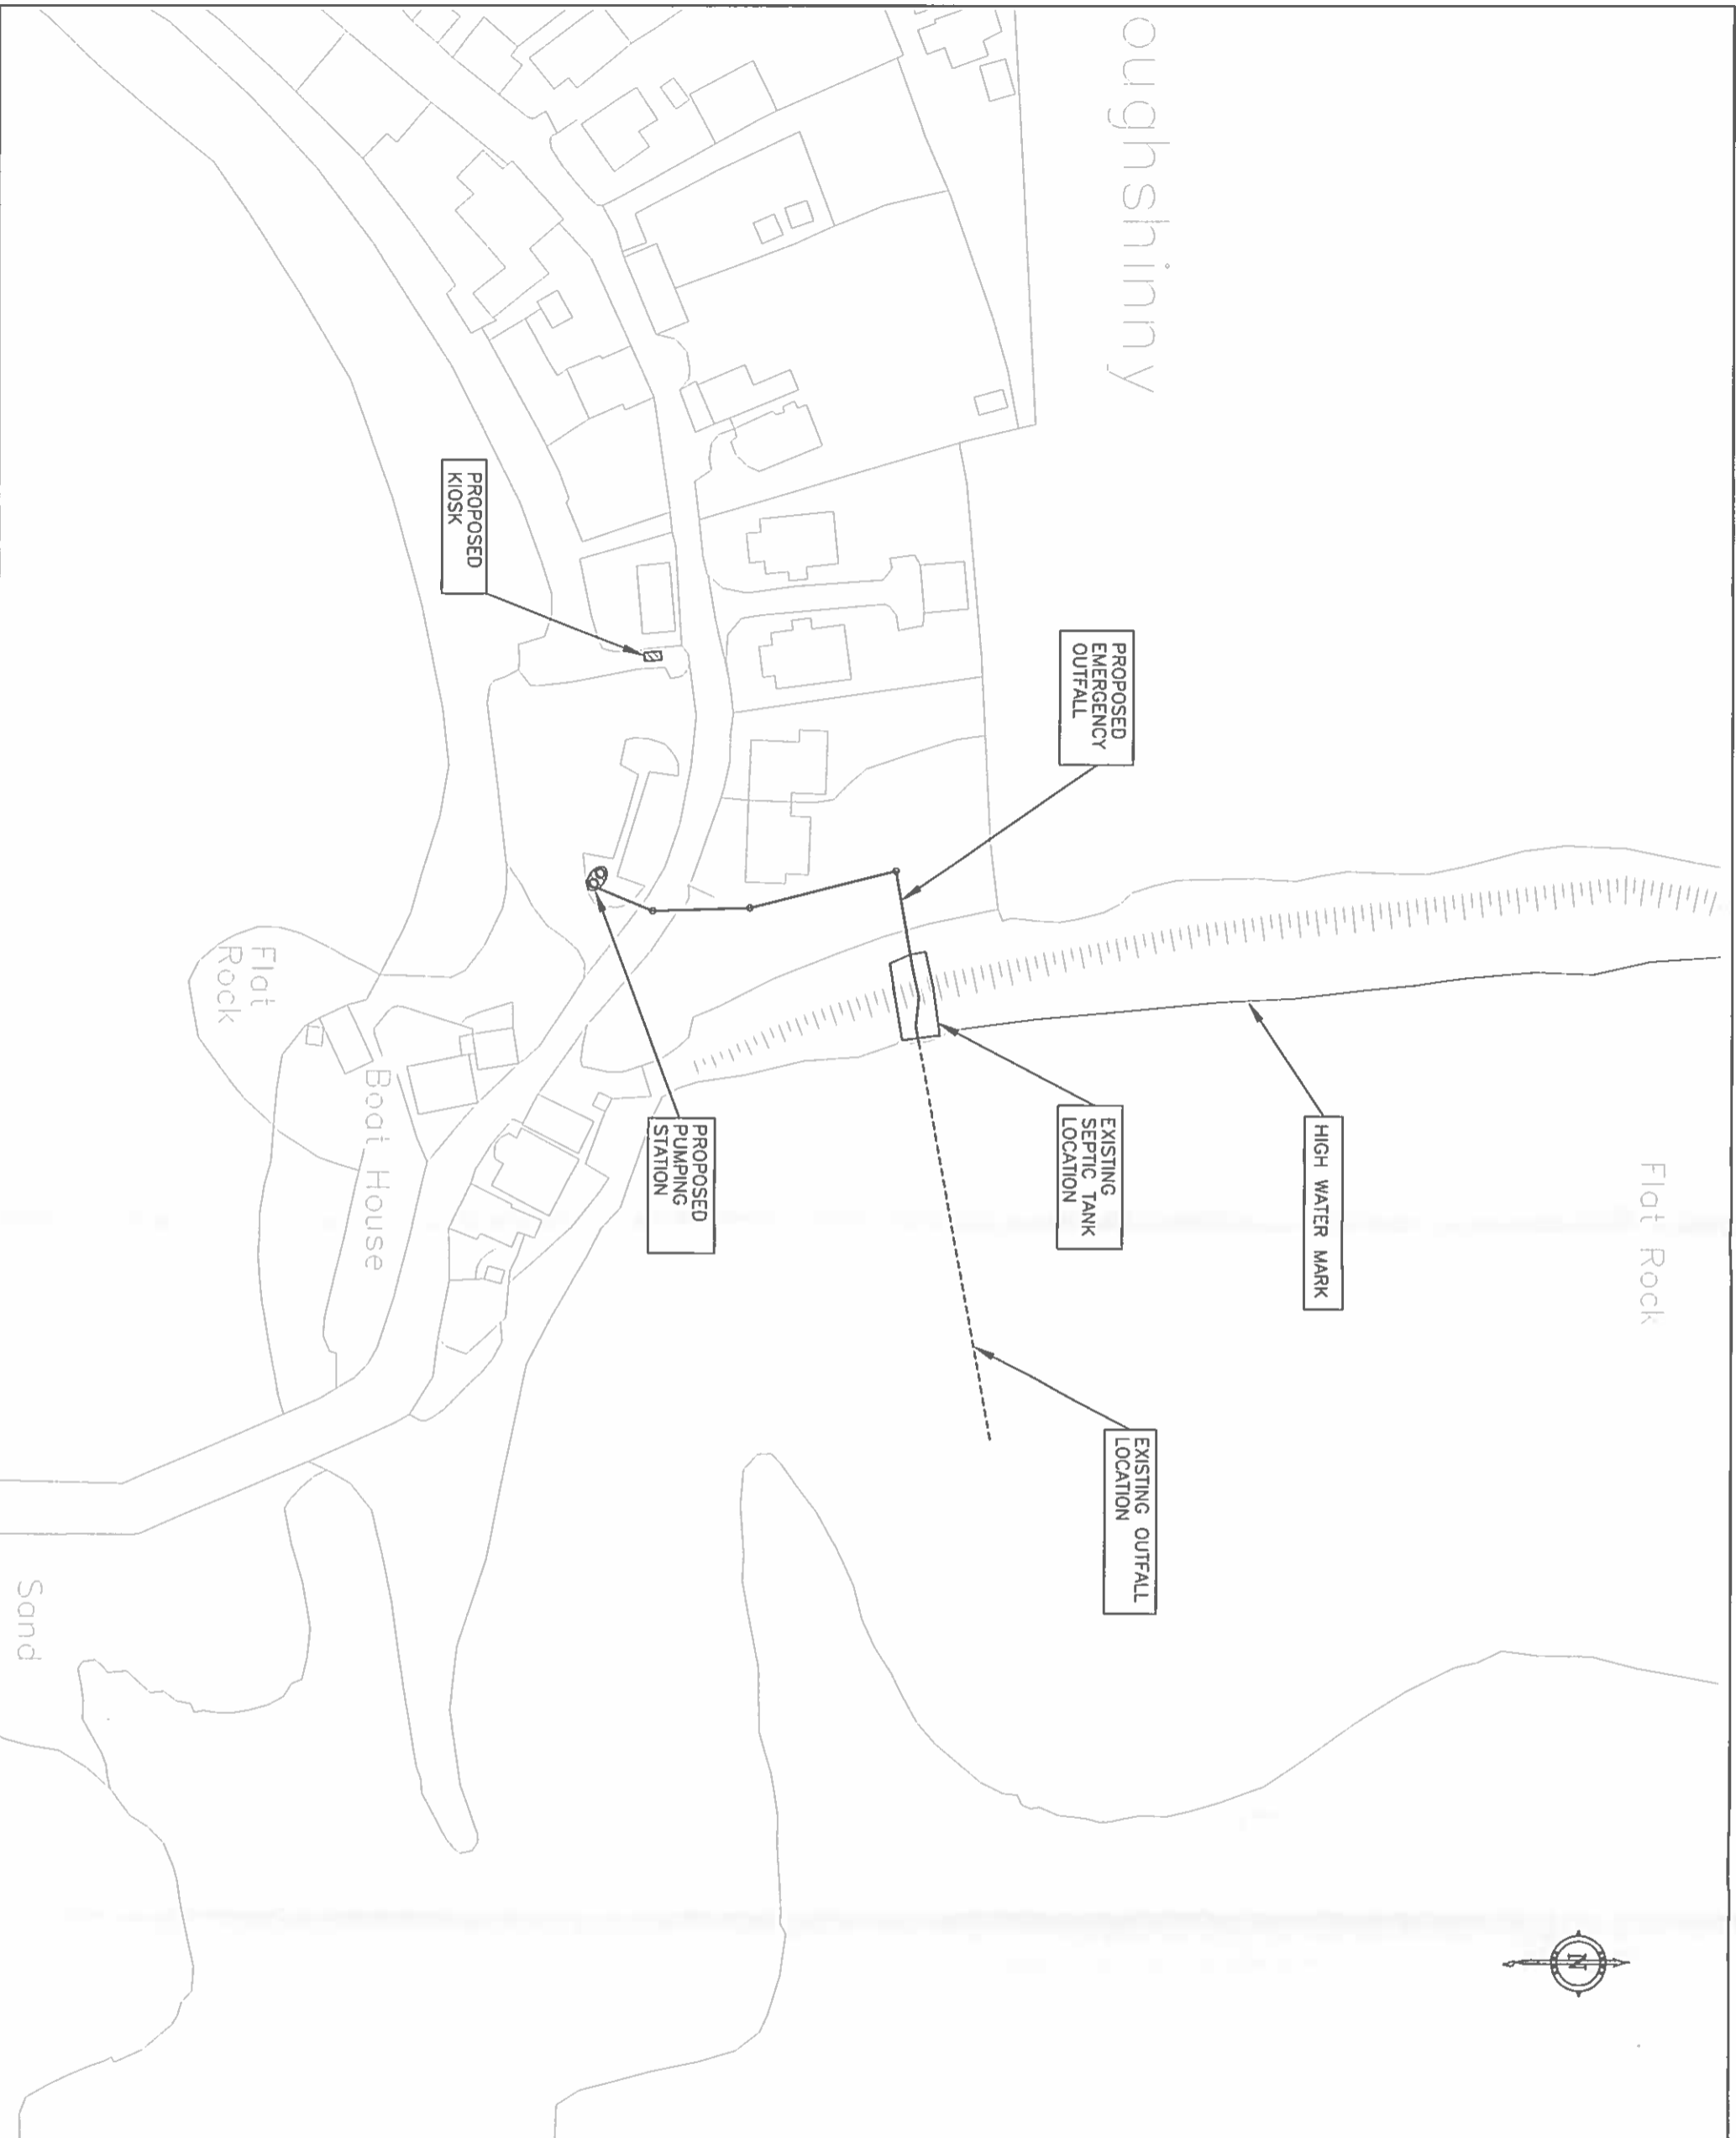 oughshinny
Flat Rock
HIGH WATER MARK
PROPOSED
EMERGENCY
OUTFALL
EXISTING
SEPTIC TANK
LOCATION
EXISTING OUTFALL
LOCATION
PROPOSED
PUMPING
STATION
PROPOSED
KIOSK
Boat House
Flat
Rock
Sand
N